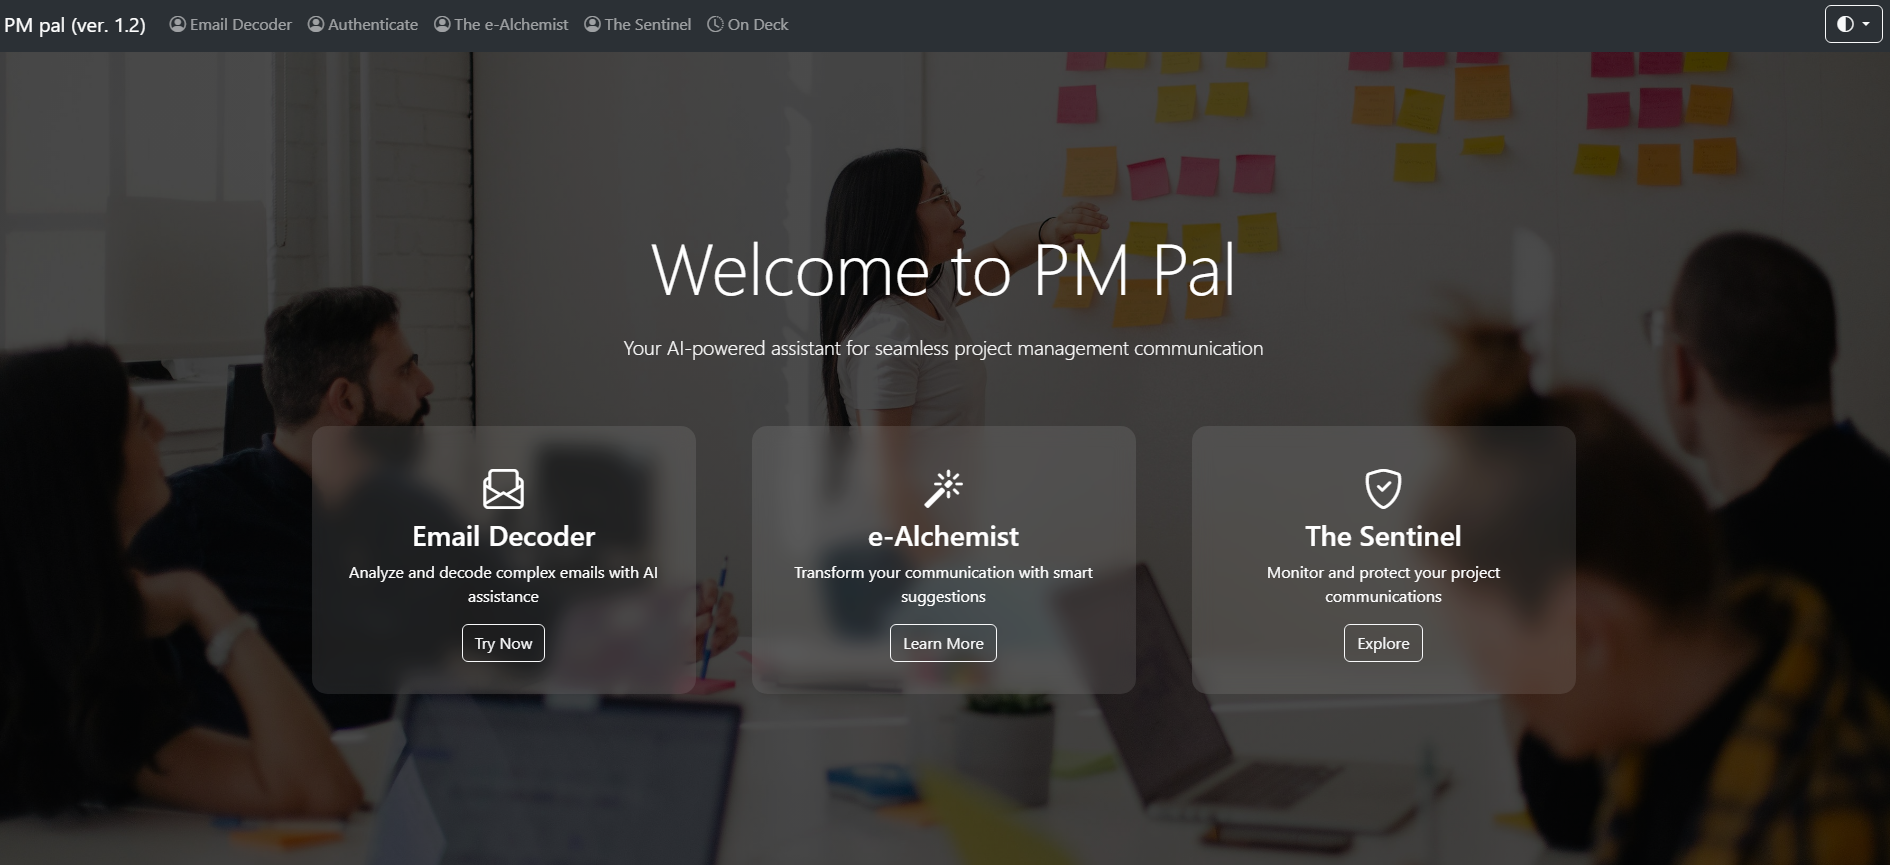 PM pal (ver. 1.2) Email Decoder Authenticate The e-Alchemist The Sentinel On Deck
Welcome to PM Pal
Your AI-powered assistant for seamless project management communication
Email Decoder
Analyze and decode complex emails with AI
assistance
Try Now
e-Alchemist
Transform your communication with smart
suggestions
Learn More
The Sentinel
Monitor and protect your project
communications
Explore